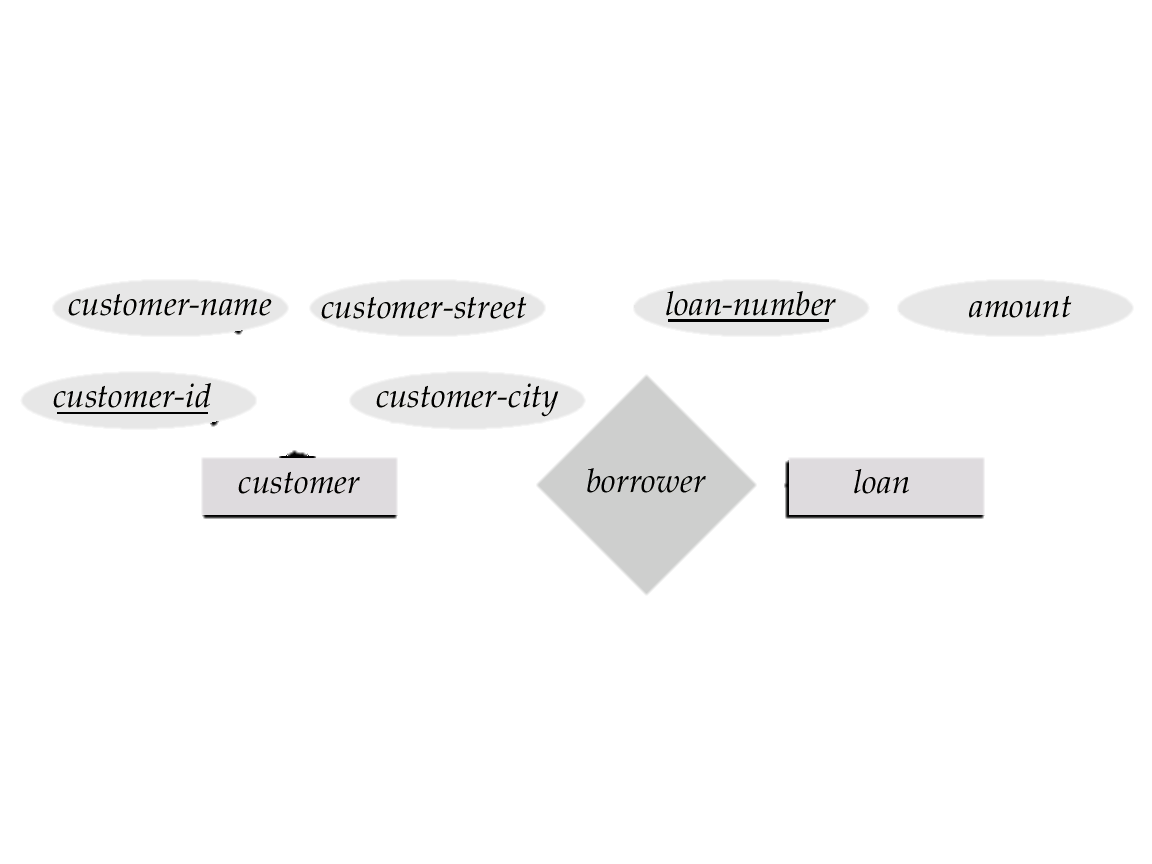 customer-name
customer-street
loan-number
amount
customer-id
customer-city
customer
borrower
loan